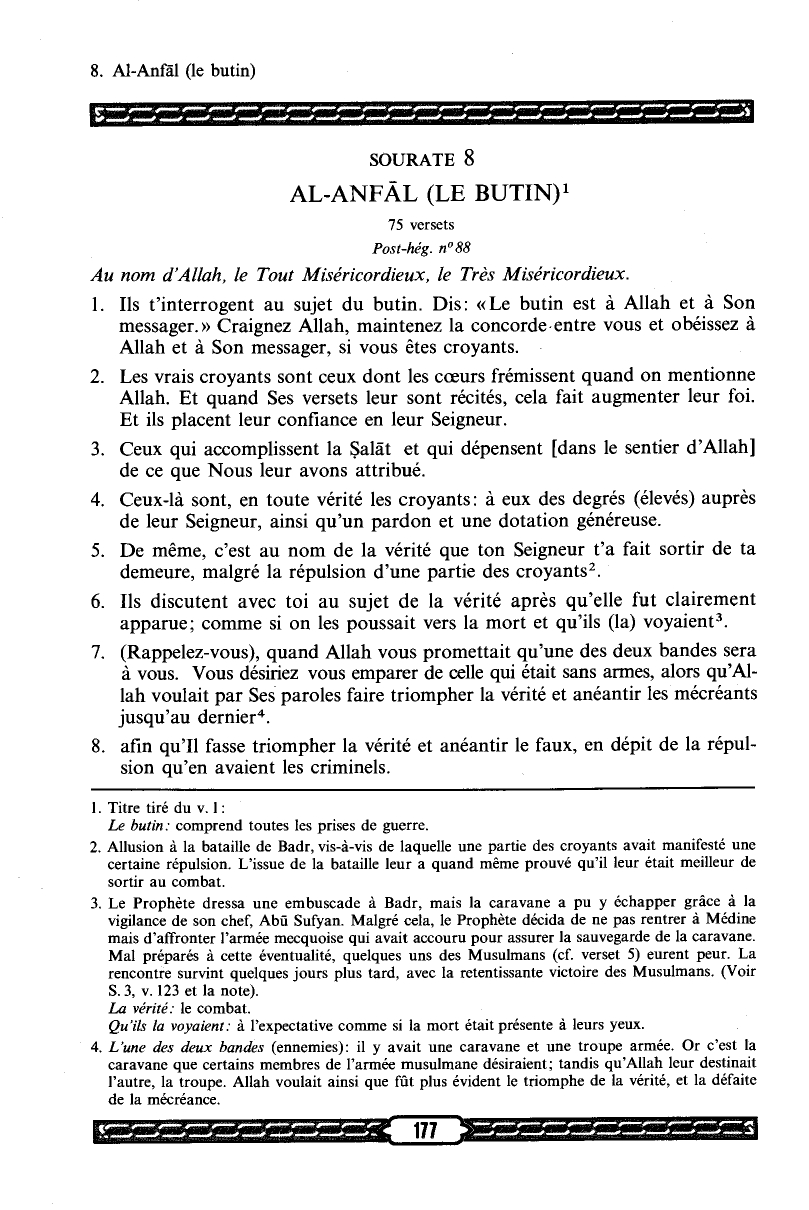 8. Al-Anfāl (le butin)
SOURATE 8
AL-ANFĀL (LE BUTIN)¹
75 versets
Post-hég. n° 88
Au nom d'Allah, le Tout Miséricordieux, le Très Miséricordieux.
1. Ils t'interrogent au sujet du butin. Dis: «Le butin est à Allah et à Son
messager.» Craignez Allah, maintenez la concorde entre vous et obéissez à
Allah et à Son messager, si vous êtes croyants.
2. Les vrais croyants sont ceux dont les cœurs frémissent quand on mentionne
Allah. Et quand Ses versets leur sont récités, cela fait augmenter leur foi.
Et ils placent leur confiance en leur Seigneur.
3. Ceux qui accomplissent la Ṣalāt et qui dépensent [dans le sentier d'Allah]
de ce que Nous leur avons attribué.
4. Ceux-là sont, en toute vérité les croyants: à eux des degrés (élevés) auprès
de leur Seigneur, ainsi qu'un pardon et une dotation généreuse.
5. De même, c'est au nom de la vérité que ton Seigneur t'a fait sortir de ta
demeure, malgré la répulsion d'une partie des croyants².
6. Ils discutent avec toi au sujet de la vérité après qu'elle fut clairement
apparue; comme si on les poussait vers la mort et qu'ils (la) voyaient³.
7. (Rappelez-vous), quand Allah vous promettait qu'une des deux bandes sera
à vous. Vous désiriez vous emparer de celle qui était sans armes, alors qu'Al-
lah voulait par Ses paroles faire triompher la vérité et anéantir les mécréants
jusqu'au dernier⁴.
8. afin qu'Il fasse triompher la vérité et anéantir le faux, en dépit de la répul-
sion qu'en avaient les criminels.
1. Titre tiré du v. 1:
Le butin: comprend toutes les prises de guerre.
2. Allusion à la bataille de Badr, vis-à-vis de laquelle une partie des croyants avait manifesté une
certaine répulsion. L'issue de la bataille leur a quand même prouvé qu'il leur était meilleur de
sortir au combat.
3. Le Prophète dressa une embuscade à Badr, mais la caravane a pu y échapper grâce à la
vigilance de son chef, Abū Sufyan. Malgré cela, le Prophète décida de ne pas rentrer à Médine
mais d'affronter l'armée mecquoise qui avait accouru pour assurer la sauvegarde de la caravane.
Mal préparés à cette éventualité, quelques uns des Musulmans (cf. verset 5) eurent peur. La
rencontre survint quelques jours plus tard, avec la retentissante victoire des Musulmans. (Voir
S. 3, v. 123 et la note).
La vérité: le combat.
Qu'ils la voyaient: à l'expectative comme si la mort était présente à leurs yeux.
4. L'une des deux bandes (ennemies): il y avait une caravane et une troupe armée. Or c'est la
caravane que certains membres de l'armée musulmane désiraient; tandis qu'Allah leur destinait
l'autre, la troupe. Allah voulait ainsi que fût plus évident le triomphe de la vérité, et la défaite
de la mécréance.
177